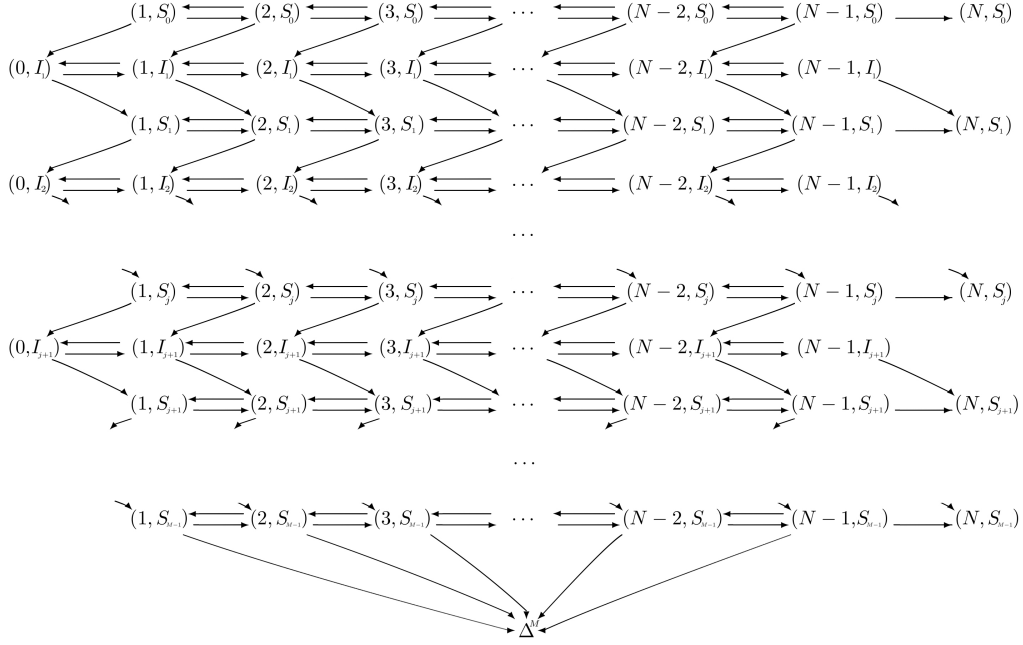 (1, S₀) (2, S₀) (3, S₀) ⋯ (N − 2, S₀) (N − 1, S₀) (N, S₀)
(0, I₁) (1, I₁) (2, I₁) (3, I₁) ⋯ (N − 2, I₁) (N − 1, I₁)
(1, S₁) (2, S₁) (3, S₁) ⋯ (N − 2, S₁) (N − 1, S₁) (N, S₁)
(0, I₂) (1, I₂) (2, I₂) (3, I₂) ⋯ (N − 2, I₂) (N − 1, I₂)
⋯
(1, Sⱼ) (2, Sⱼ) (3, Sⱼ) ⋯ (N − 2, Sⱼ) (N − 1, Sⱼ) (N, Sⱼ)
(0, Iⱼ₊₁) (1, Iⱼ₊₁) (2, Iⱼ₊₁) (3, Iⱼ₊₁) ⋯ (N − 2, Iⱼ₊₁) (N − 1, Iⱼ₊₁)
(1, Sⱼ₊₁) (2, Sⱼ₊₁) (3, Sⱼ₊₁) ⋯ (N − 2, Sⱼ₊₁) (N − 1, Sⱼ₊₁) (N, Sⱼ₊₁)
⋯
(1, S_{M−1}) (2, S_{M−1}) (3, S_{M−1}) ⋯ (N − 2, S_{M−1}) (N − 1, S_{M−1}) (N, S_{M−1})
Δᴹ